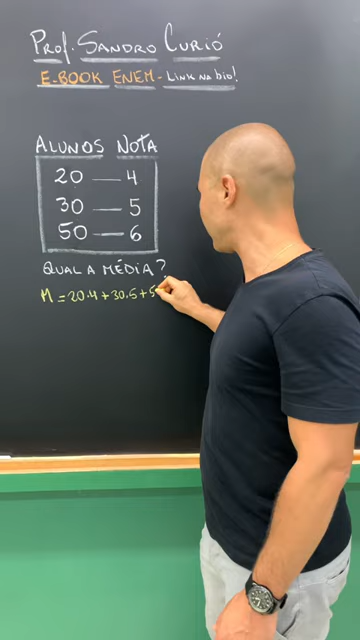 Prof. Sandro Curió
E-BOOK ENEM - Link na bio!
ALUNOS NOTA
20 — 4
30 — 5
50 — 6
QUAL A MÉDIA?
M = 20.4 + 30.5 + 5